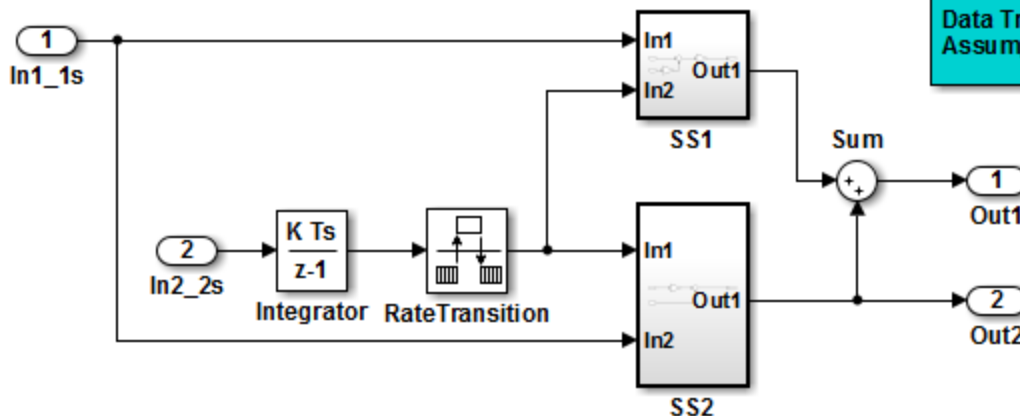 Data Tr
Assum
1
In1_1s
In1
In2
Out1
SS1
Sum
+
+
1
Out1
2
In2_2s
K Ts
z-1
Integrator
RateTransition
In1
In2
Out1
SS2
2
Out2